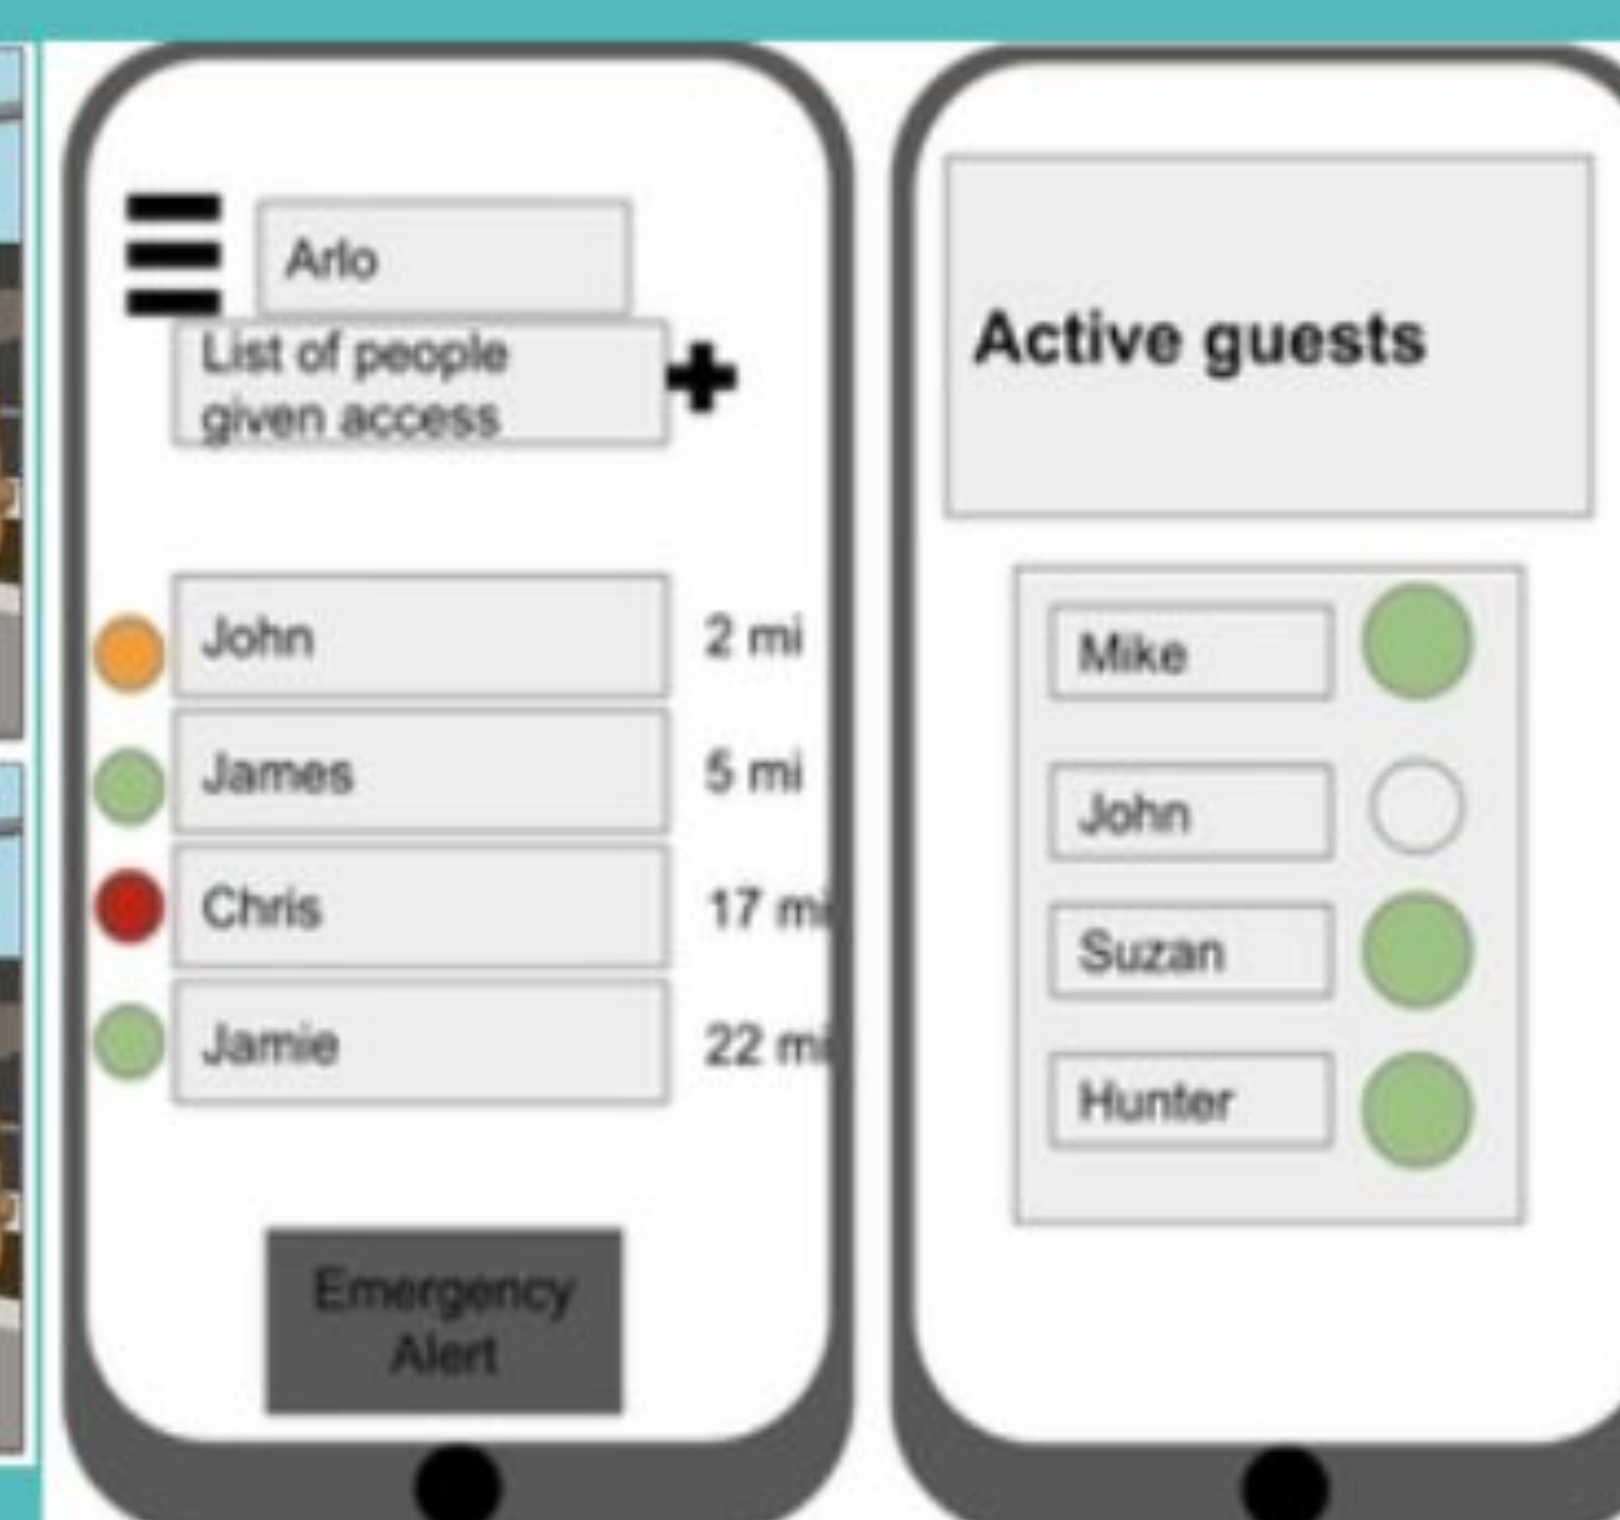 Arlo
List of people
given access
John 2 mi
James 5 mi
Chris 17 mi
Jamie 22 mi
Emergency
Alert
Active guests
Mike
John
Suzan
Hunter